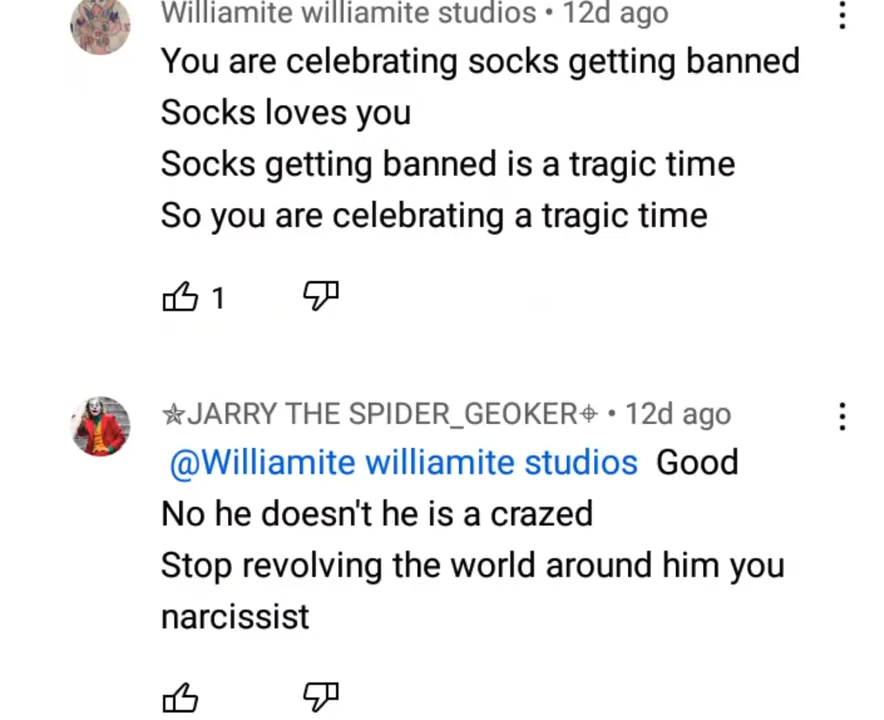 Williamite williamite studios • 12d ago
You are celebrating socks getting banned
Socks loves you
Socks getting banned is a tragic time
So you are celebrating a tragic time
1
✯JARRY THE SPIDER_GEOKER⌖ • 12d ago
@Williamite williamite studios Good
No he doesn't he is a crazed
Stop revolving the world around him you
narcissist